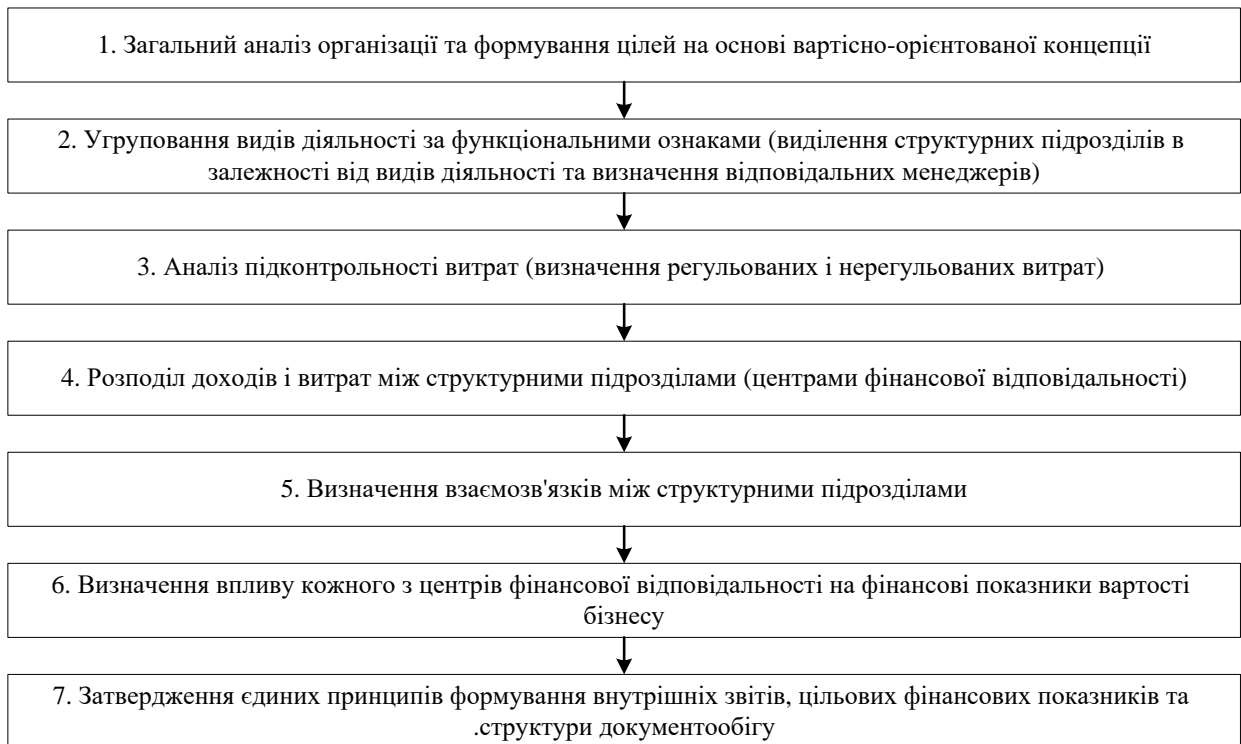 1. Загальний аналіз організації та формування цілей на основі вартісно-орієнтованої концепції
2. Угруповання видів діяльності за функціональними ознаками (виділення структурних підрозділів в
залежності від видів діяльності та визначення відповідальних менеджерів)
3. Аналіз підконтрольності витрат (визначення регульованих і нерегульованих витрат)
4. Розподіл доходів і витрат між структурними підрозділами (центрами фінансової відповідальності)
5. Визначення взаємозв'язків між структурними підрозділами
6. Визначення впливу кожного з центрів фінансової відповідальності на фінансові показники вартості
бізнесу
7. Затвердження єдиних принципів формування внутрішніх звітів, цільових фінансових показників та
.структури документообігу